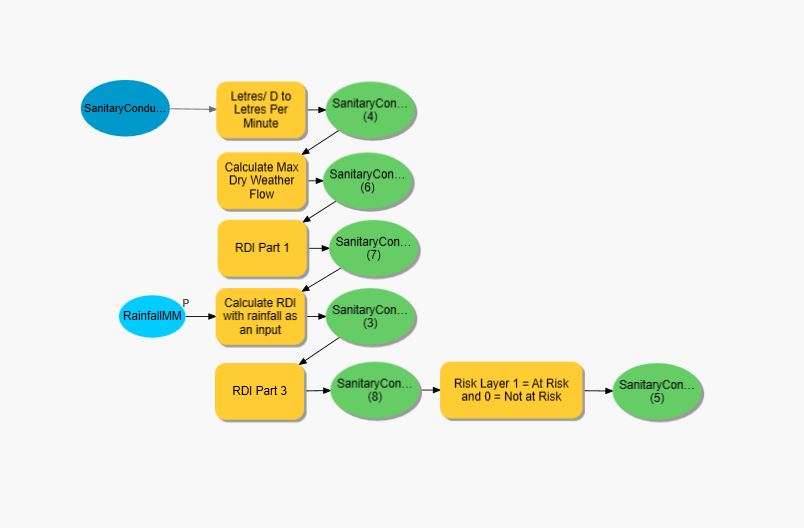 SanitaryCondu...
Letres/ D to
Letres Per
Minute
SanitaryCon...
(4)
Calculate Max
Dry Weather
Flow
SanitaryCon...
(6)
RDI Part 1
SanitaryCon...
(7)
P
RainfallMM
Calculate RDI
with rainfall as
an input
SanitaryCon...
(3)
RDI Part 3
SanitaryCon...
(8)
Risk Layer 1 = At Risk
and 0 = Not at Risk
SanitaryCon...
(5)